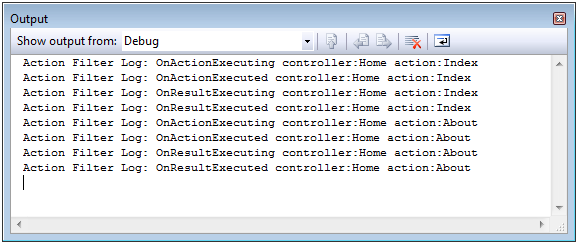 Output
Show output from: Debug
Action Filter Log: OnActionExecuting controller:Home action:Index
Action Filter Log: OnActionExecuted controller:Home action:Index
Action Filter Log: OnResultExecuting controller:Home action:Index
Action Filter Log: OnResultExecuted controller:Home action:Index
Action Filter Log: OnActionExecuting controller:Home action:About
Action Filter Log: OnActionExecuted controller:Home action:About
Action Filter Log: OnResultExecuting controller:Home action:About
Action Filter Log: OnResultExecuted controller:Home action:About